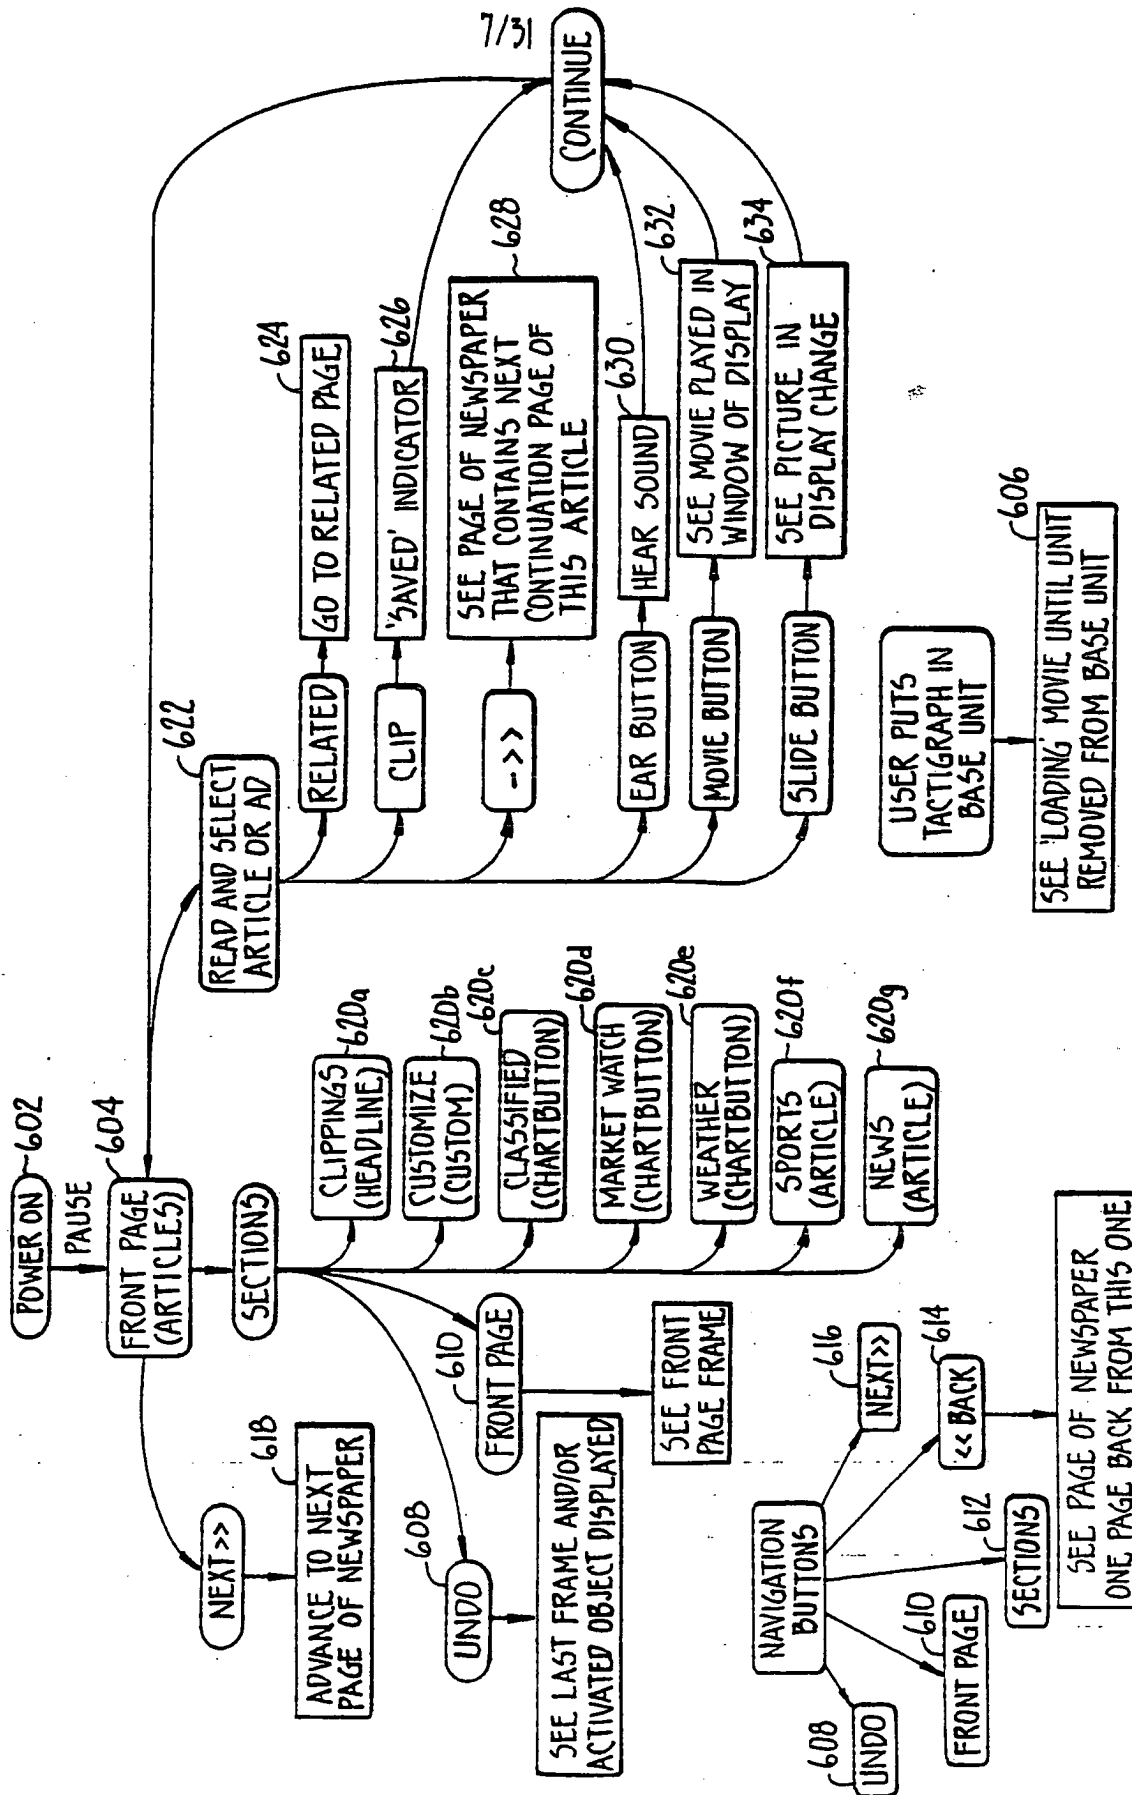 7/31
POWER ON
602
PAUSE
FRONT PAGE
(ARTICLES)
604
NEXT >>
ADVANCE TO NEXT
PAGE OF NEWSPAPER
618
SECTIONS
UNDO
608
SEE LAST FRAME AND/OR
ACTIVATED OBJECT DISPLAYED
FRONT PAGE
610
SEE FRONT
PAGE FRAME
CLIPPINGS
(HEADLINE)
620a
CUSTOMIZE
(CUSTOM)
620b
CLASSIFIED
(CHARTBUTTON)
620c
MARKET WATCH
(CHARTBUTTON)
620d
WEATHER
(CHARTBUTTON)
620e
SPORTS
(ARTICLE)
620f
NEWS
(ARTICLE)
620g
READ AND SELECT
ARTICLE OR AD
622
RELATED
GO TO RELATED PAGE
624
CLIP
'SAVED' INDICATOR
626
->>
SEE PAGE OF NEWSPAPER
THAT CONTAINS NEXT
CONTINUATION PAGE OF
THIS ARTICLE
628
EAR BUTTON
HEAR SOUND
630
MOVIE BUTTON
SEE MOVIE PLAYED IN
WINDOW OF DISPLAY
632
SLIDE BUTTON
SEE PICTURE IN
DISPLAY CHANGE
634
CONTINUE
NAVIGATION
BUTTONS
UNDO
608
FRONT PAGE
610
SECTIONS
612
<< BACK
614
NEXT>>
616
SEE PAGE OF NEWSPAPER
ONE PAGE BACK FROM THIS ONE
USER PUTS
TACTIGRAPH IN
BASE UNIT
SEE 'LOADING' MOVIE UNTIL UNIT
REMOVED FROM BASE UNIT
606